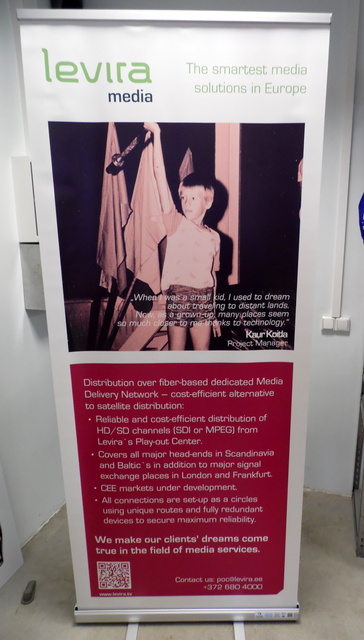 levira
media
The smartest media
solutions in Europe
„When I was a small kid, I used to dream
about traveling to distant lands.
Now, as a grown-up, many places seem
so much closer to me thanks to technology."
Kaur Kotta
Project Manager
Distribution over fiber-based dedicated Media
Delivery Network – cost-efficient alternative
to satellite distribution:
• Reliable and cost-efficient distribution of
HD/SD channels (SDI or MPEG) from
Levira`s Play-out Center.
• Covers all major head-ends in Scandinavia
and Baltic`s in addition to major signal
exchange places in London and Frankfurt.
• CEE markets under development.
• All connections are set-up as a circles
using unique routes and fully redundant
devices to secure maximum reliability.
We make our clients' dreams come
true in the field of media services.
www.levira.tv
Contact us: poc@levira.ee
+372 680 4000